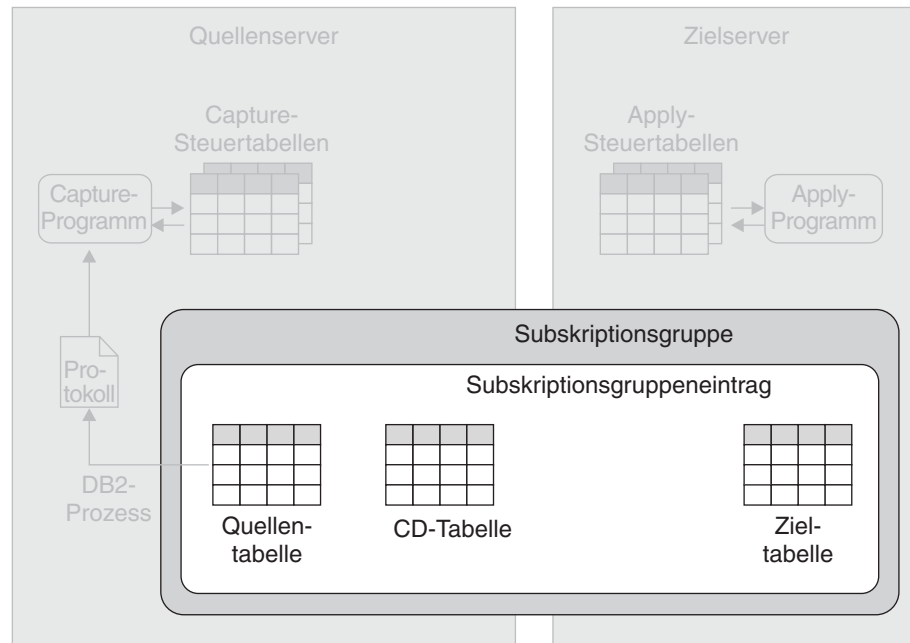 Quellenserver
Zielserver
Capture-
Steuertabellen
Apply-
Steuertabellen
Capture-
Programm
Apply-
Programm
Pro-
tokoll
DB2-
Prozess
Subskriptionsgruppe
Subskriptionsgruppeneintrag
Quellen-
tabelle
CD-Tabelle
Ziel-
tabelle